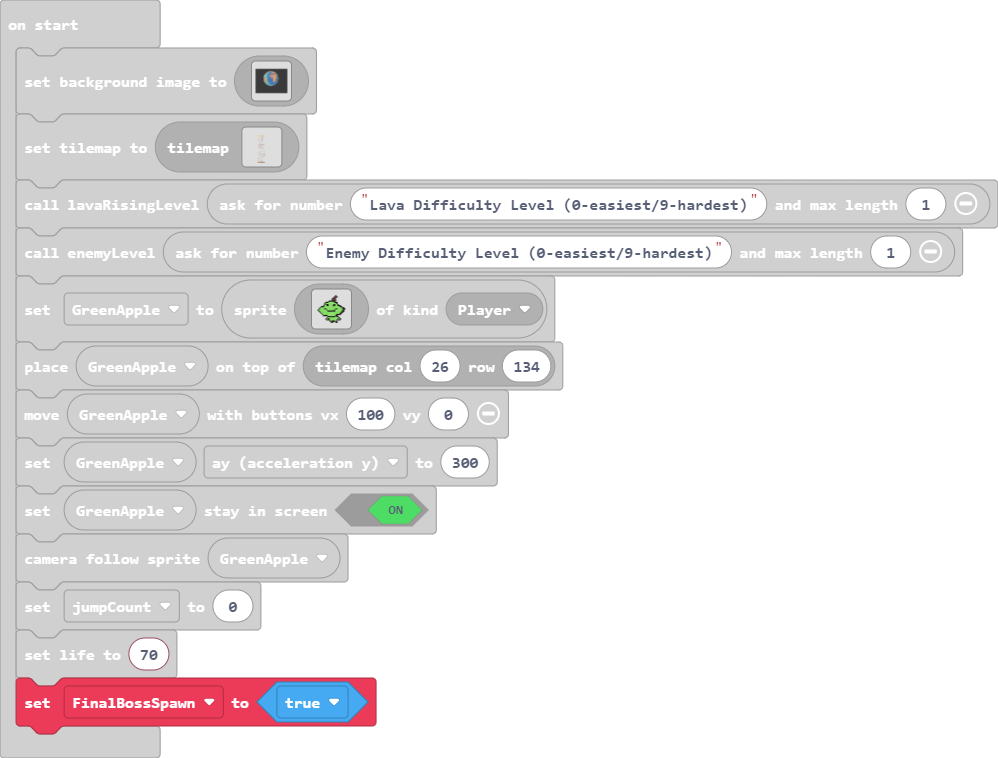 on start
set background image to
set tilemap to tilemap
call lavaRisingLevel ask for number "Lava Difficulty Level (0-easiest/9-hardest)" and max length 1
call enemyLevel ask for number "Enemy Difficulty Level (0-easiest/9-hardest)" and max length 1
set GreenApple to sprite of kind Player
place GreenApple on top of tilemap col 26 row 134
move GreenApple with buttons vx 100 vy 0
set GreenApple ay (acceleration y) to 300
set GreenApple stay in screen ON
camera follow sprite GreenApple
set jumpCount to 0
set life to 70
set FinalBossSpawn to true